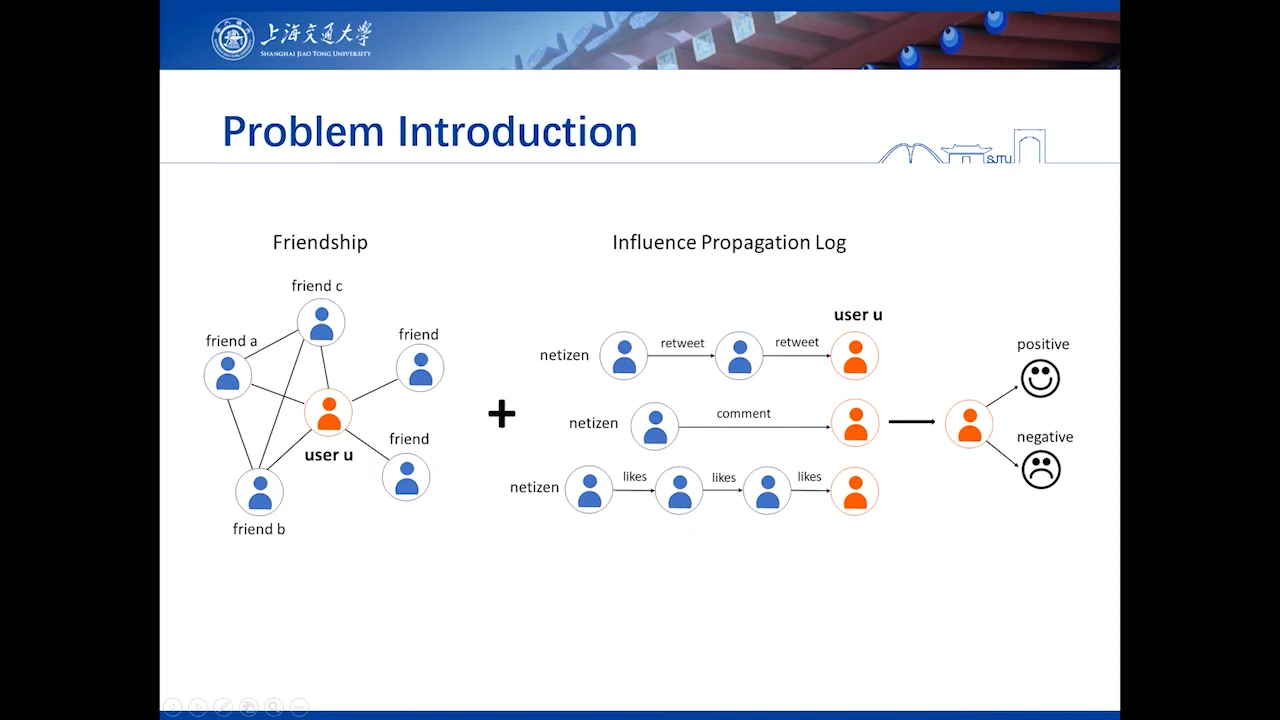 上海交通大学
SHANGHAI JIAO TONG UNIVERSITY
Problem Introduction
Friendship
Influence Propagation Log
friend c
friend a
friend
user u
friend
friend b
user u
netizen
retweet
retweet
netizen
comment
netizen
likes
likes
likes
positive
negative